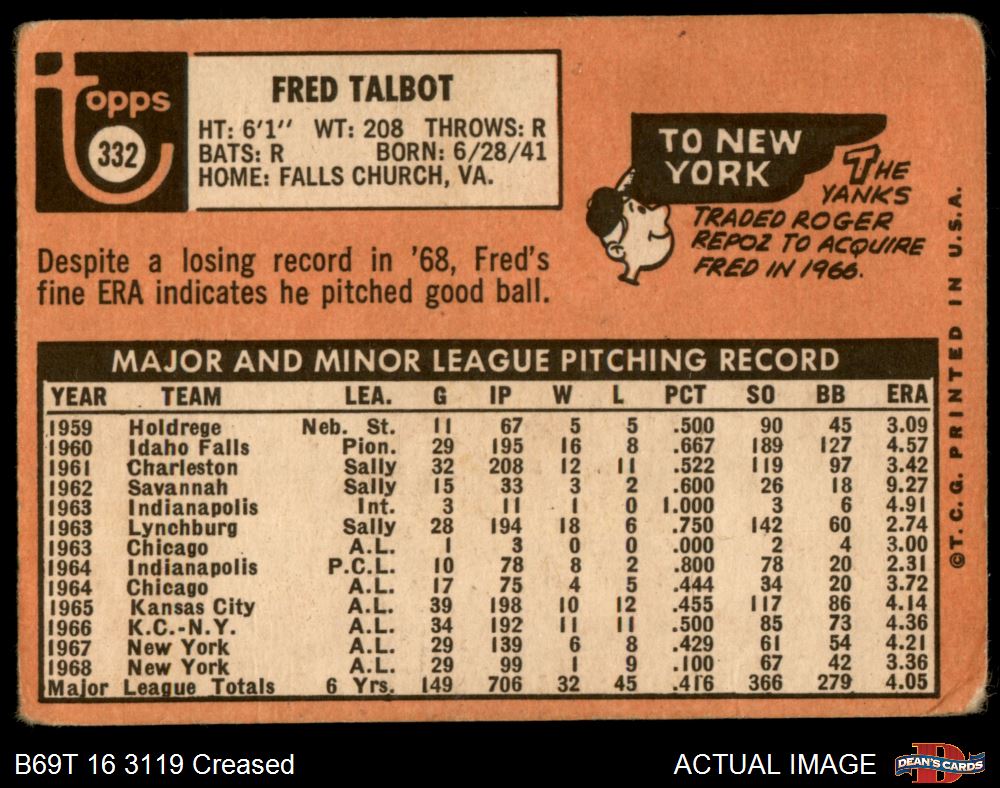 Topps
332
FRED TALBOT
HT: 6'1'' WT: 208 THROWS: R
BATS: R BORN: 6/28/41
HOME: FALLS CHURCH, VA.
Despite a losing record in '68, Fred's
fine ERA indicates he pitched good ball.
TO NEW
YORK
THE
YANKS
TRADED ROGER
REPOZ TO ACQUIRE
FRED IN 1966.
©T. C. G. PRINTED IN U.S.A.
MAJOR AND MINOR LEAGUE PITCHING RECORD
YEAR TEAM LEA. G IP W L PCT SO BB ERA
1959 Holdrege Neb. St. 11 67 5 5 .500 90 45 3.09
1960 Idaho Falls Pion. 29 195 16 8 .667 189 127 4.57
1961 Charleston Sally 32 208 12 11 .522 119 97 3.42
1962 Savannah Sally 15 33 3 2 .600 26 18 9.27
1963 Indianapolis Int. 3 11 1 0 1.000 3 6 4.91
1963 Lynchburg Sally 28 194 18 6 .750 142 60 2.74
1963 Chicago A.L. 1 3 0 0 .000 2 4 3.00
1964 Indianapolis P.C.L. 10 78 8 2 .800 78 20 2.31
1964 Chicago A.L. 17 75 4 5 .444 34 20 3.72
1965 Kansas City A.L. 39 198 10 12 .455 117 86 4.14
1966 K.C.-N.Y. A.L. 34 192 11 11 .500 85 73 4.36
1967 New York A.L. 29 139 6 8 .429 61 54 4.21
1968 New York A.L. 29 99 1 9 .100 67 42 3.36
Major League Totals 6 Yrs. 149 706 32 45 .416 366 279 4.05
B69T 16 3119 Creased
ACTUAL IMAGE
DEAN'S CARDS